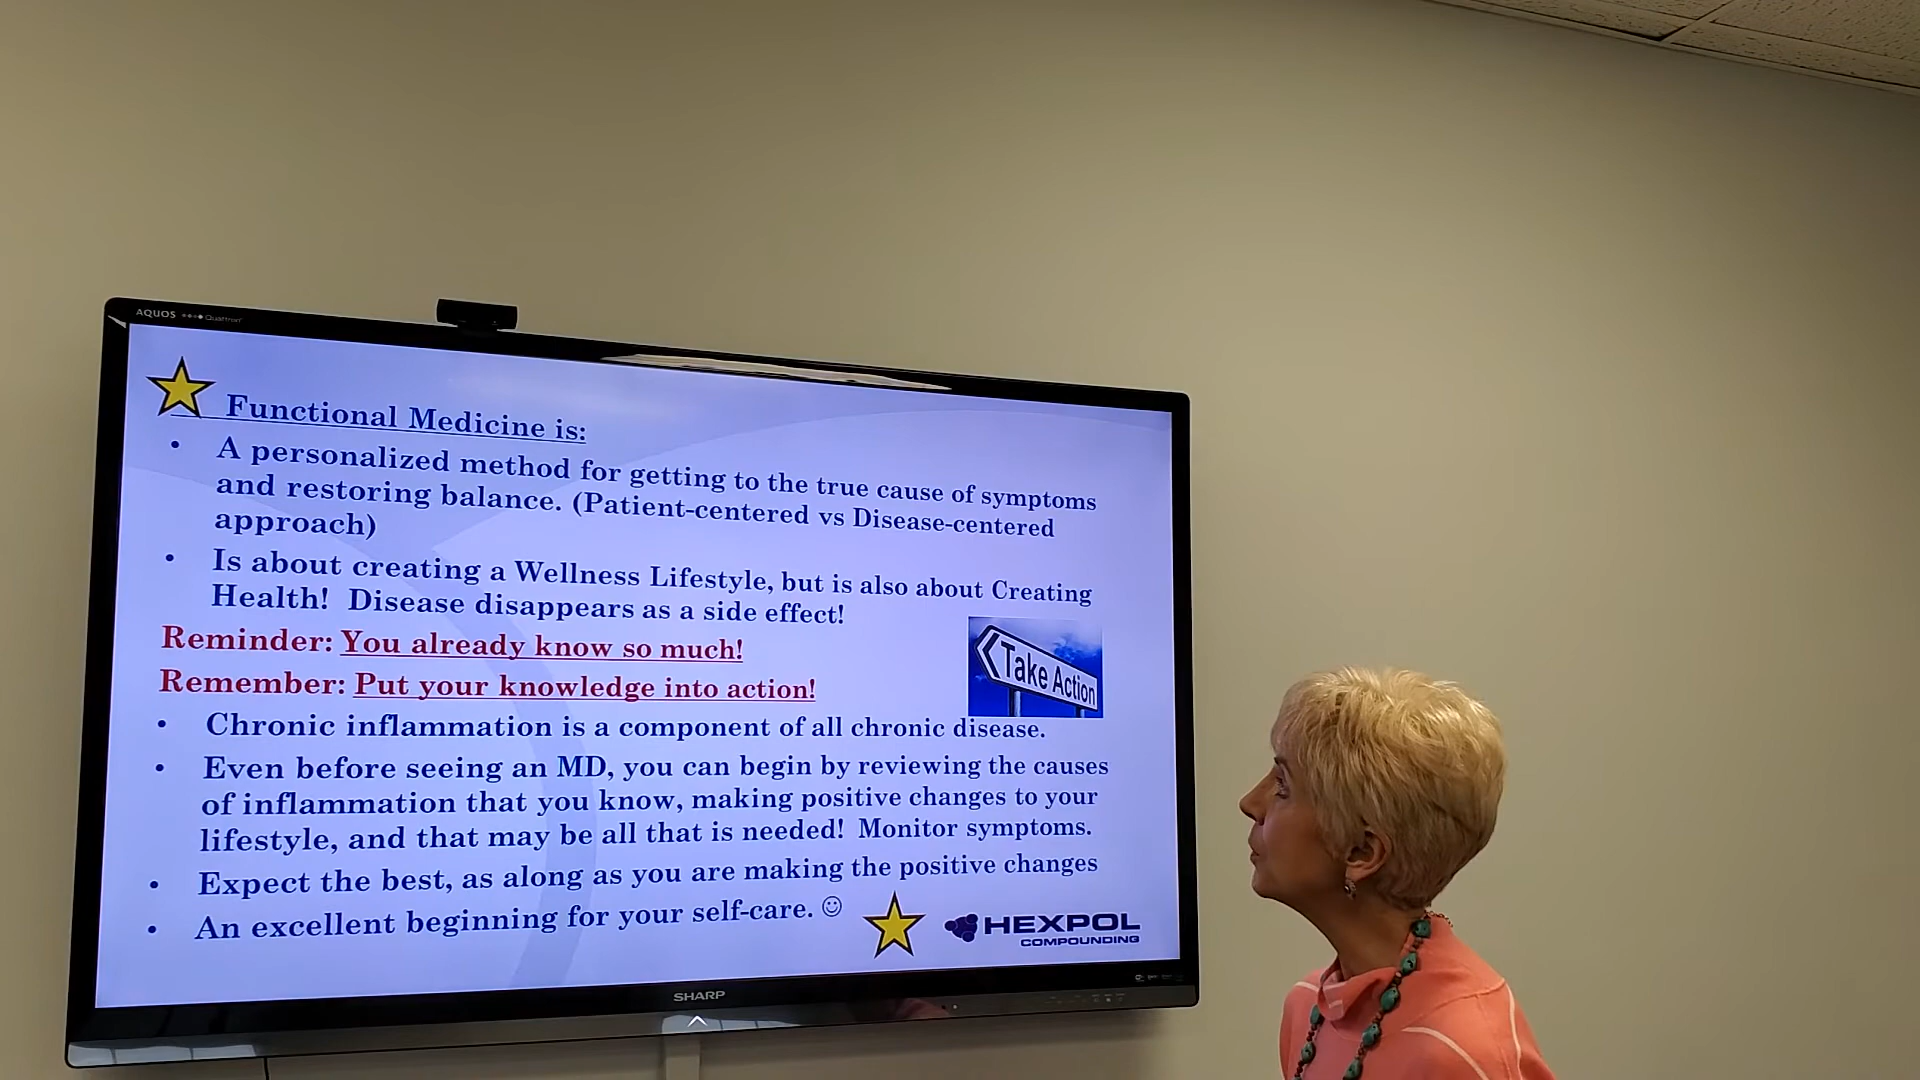 AQUOS Quattron
Functional Medicine is:
• A personalized method for getting to the true cause of symptoms
and restoring balance. (Patient-centered vs Disease-centered
approach)
• Is about creating a Wellness Lifestyle, but is also about Creating
Health! Disease disappears as a side effect!
Reminder: You already know so much!
Remember: Put your knowledge into action!
Take Action
• Chronic inflammation is a component of all chronic disease.
• Even before seeing an MD, you can begin by reviewing the causes
of inflammation that you know, making positive changes to your
lifestyle, and that may be all that is needed! Monitor symptoms.
• Expect the best, as along as you are making the positive changes
• An excellent beginning for your self-care. ☺
HEXPOL
COMPOUNDING
SHARP